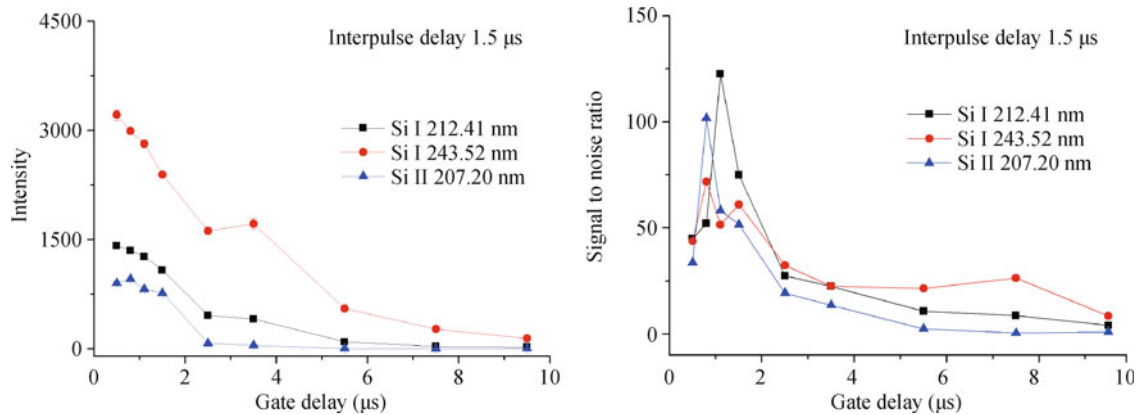 4500
3000
1500
0
Intensity
Interpulse delay 1.5 μs
Si I 212.41 nm
Si I 243.52 nm
Si II 207.20 nm
0 2 4 6 8 10
Gate delay (μs)
150
100
50
0
Signal to noise ratio
Interpulse delay 1.5 μs
Si I 212.41 nm
Si I 243.52 nm
Si II 207.20 nm
0 2 4 6 8 10
Gate delay (μs)